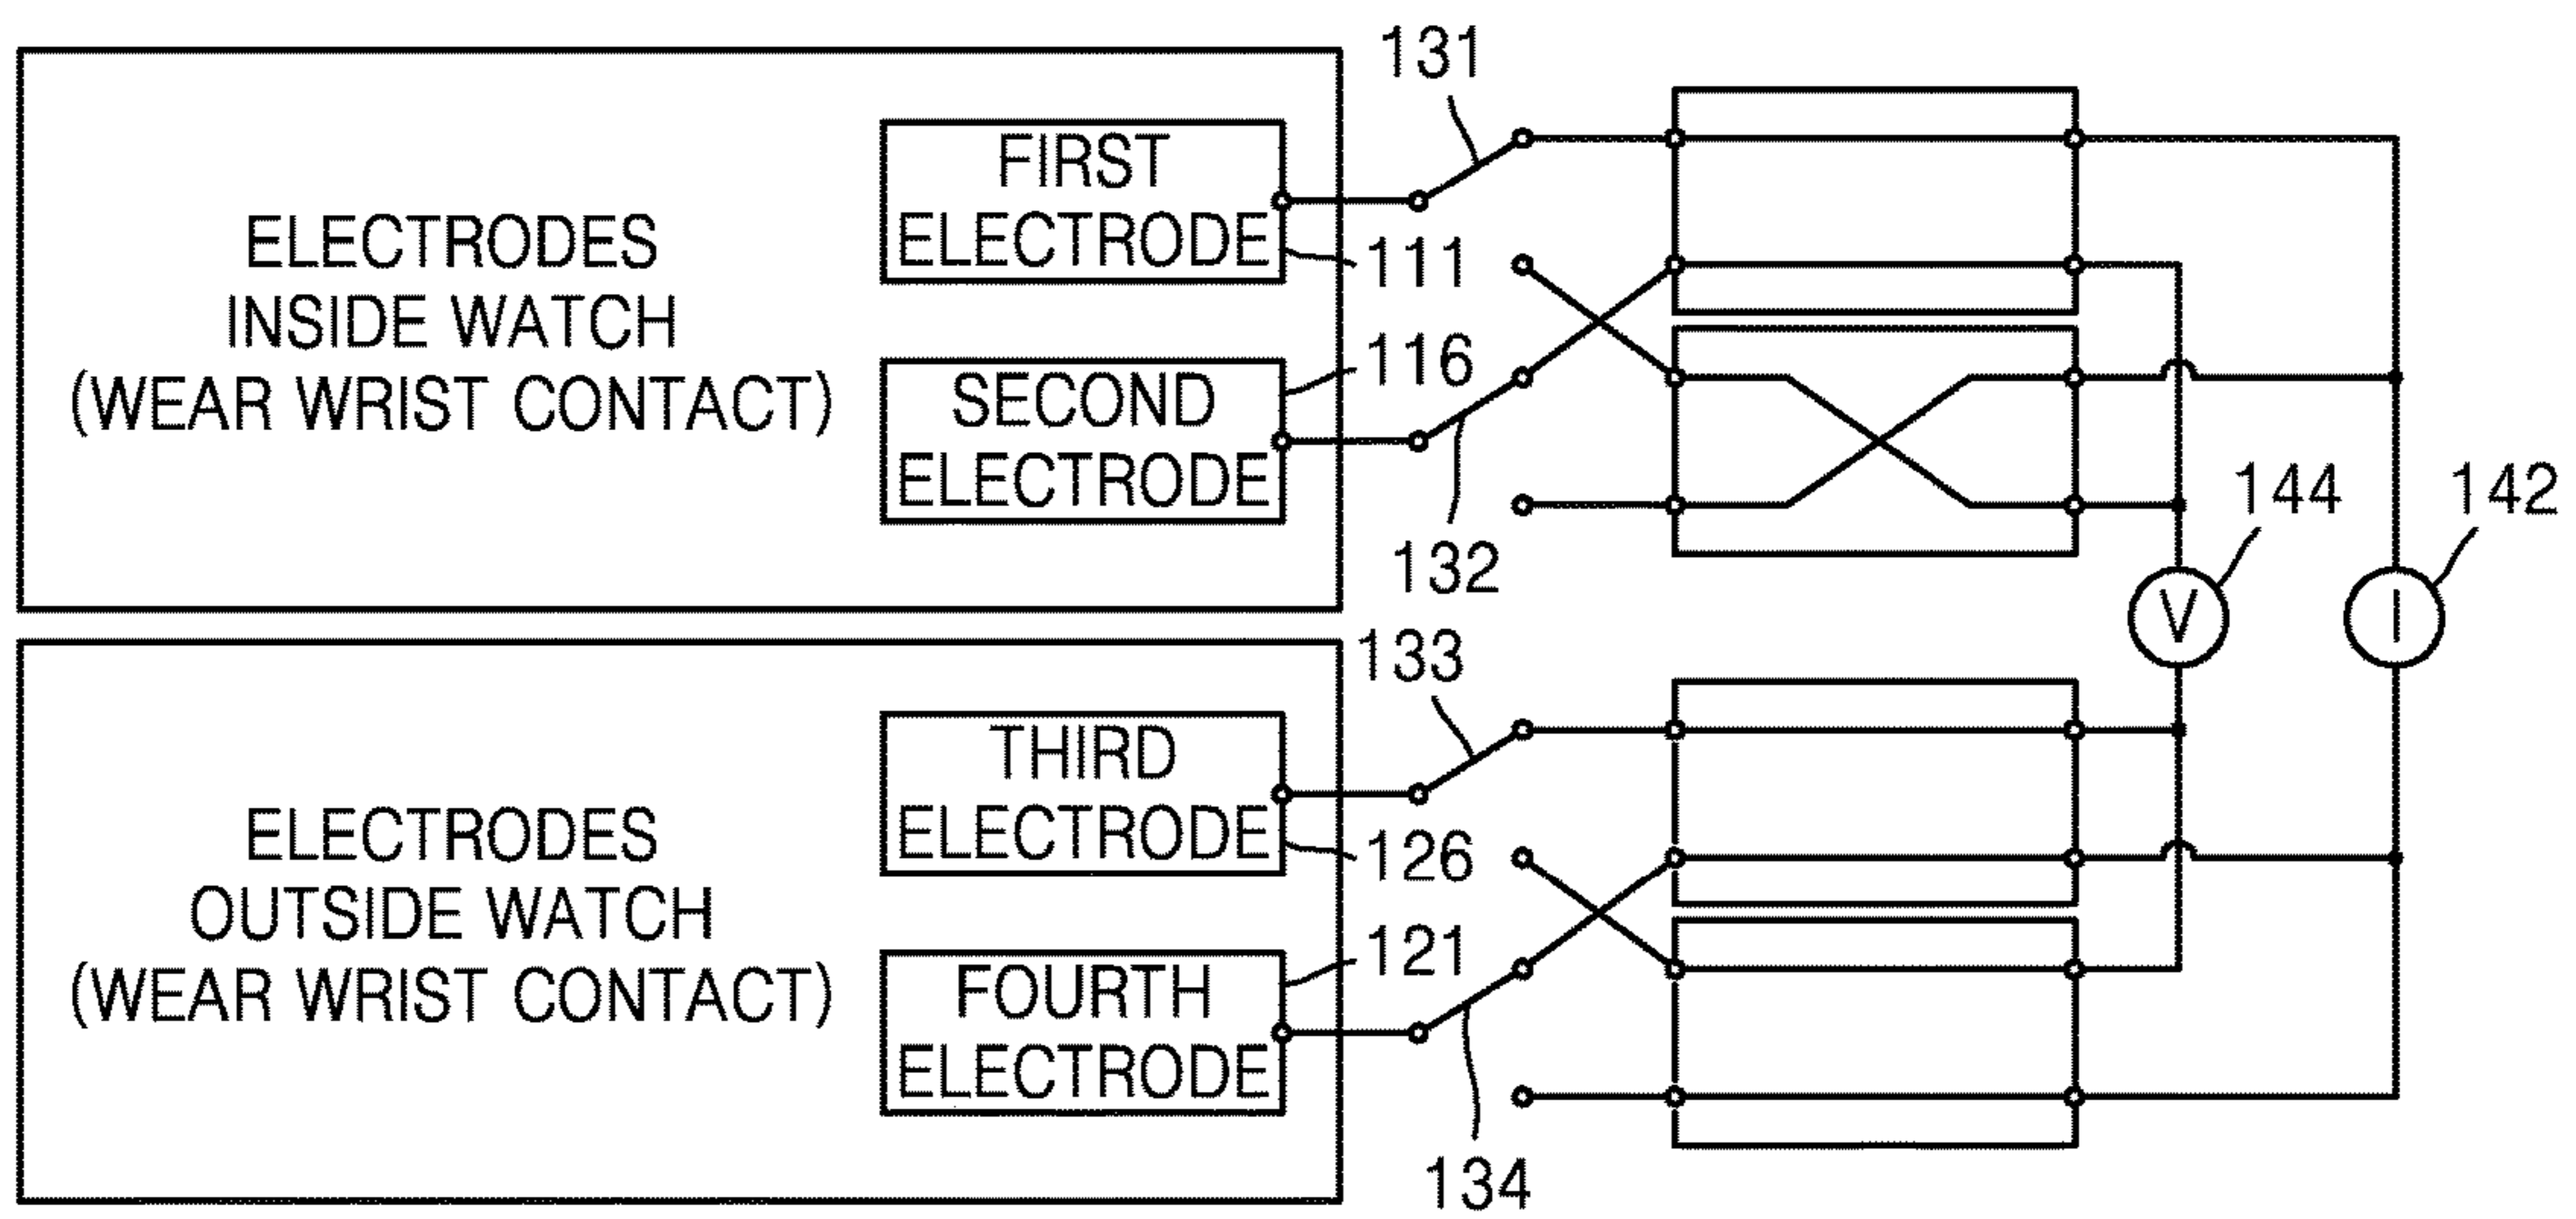 131
FIRST
ELECTRODE
111
ELECTRODES
INSIDE WATCH
(WEAR WRIST CONTACT)
116
SECOND
ELECTRODE
132
144
142
V
I
133
THIRD
ELECTRODE
126
ELECTRODES
OUTSIDE WATCH
(WEAR WRIST CONTACT)
121
FOURTH
ELECTRODE
134